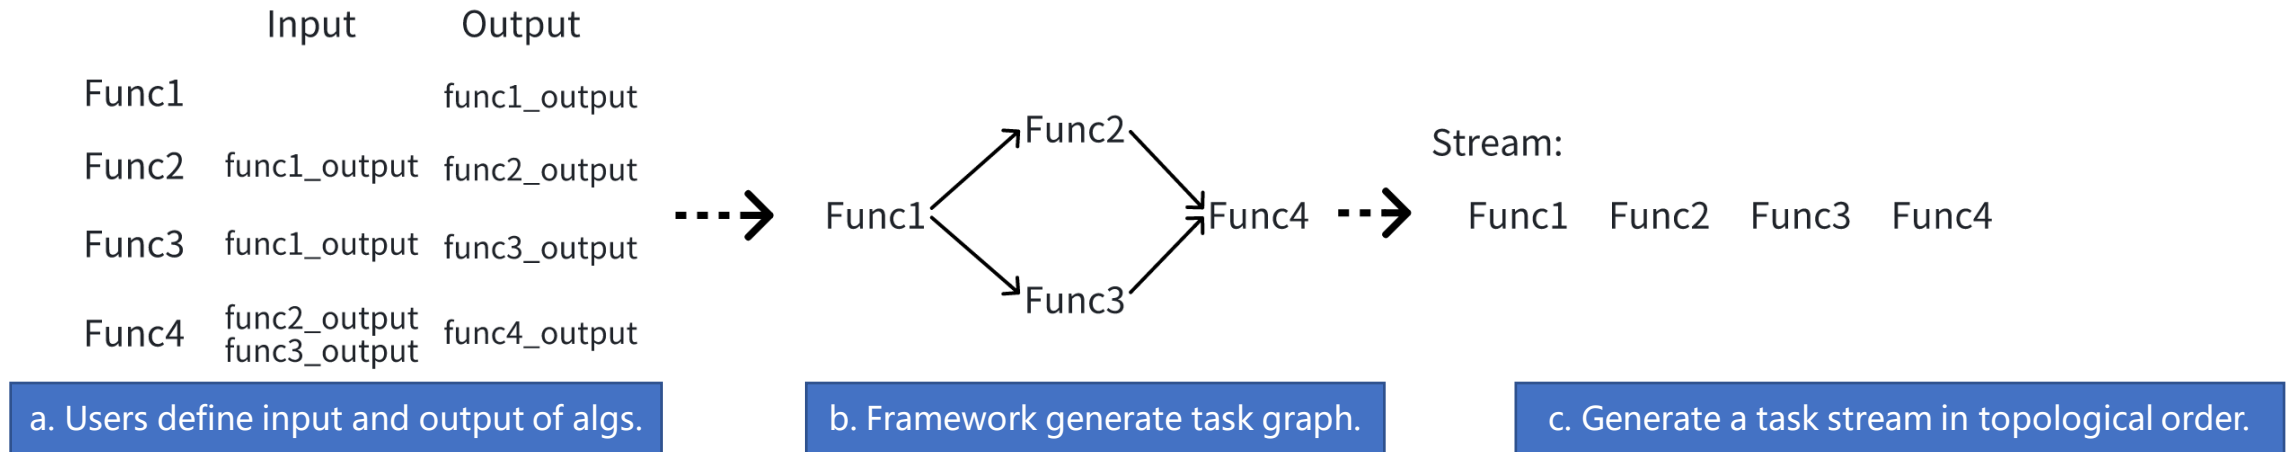 Input Output
Func1 func1_output
Func2 func1_output func2_output
Func3 func1_output func3_output
Func4 func2_output func3_output func4_output
a. Users define input and output of algs.
Func2
Func1 Func4
Func3
b. Framework generate task graph.
Stream:
Func1 Func2 Func3 Func4
c. Generate a task stream in topological order.